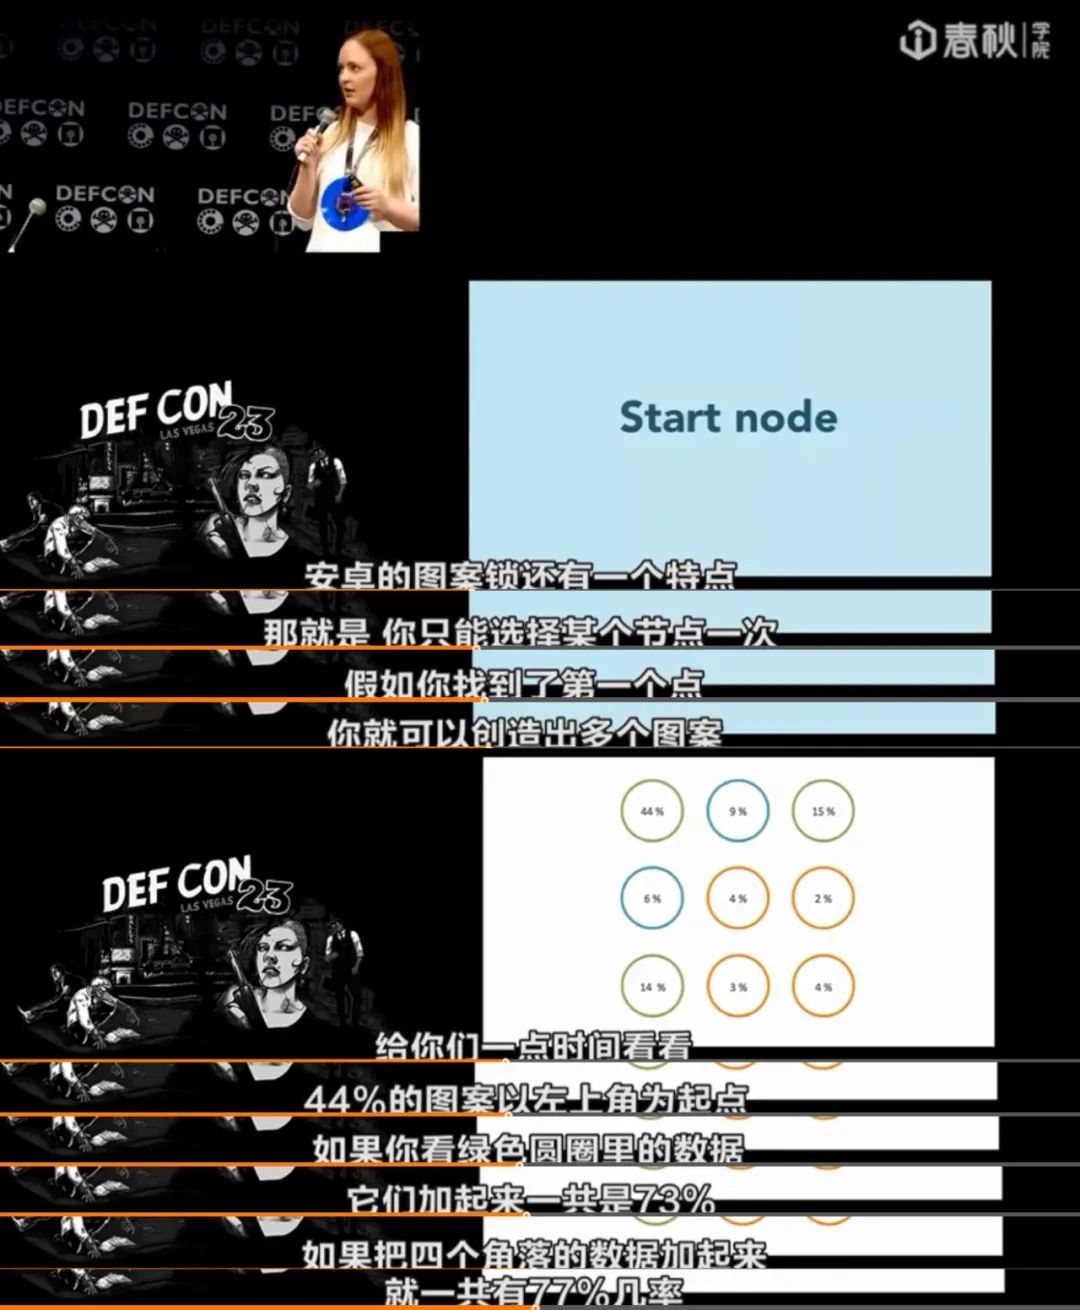 DEFCON DEFCON
EFCON DEFCON DEF
N DEFCON DEFCON
春秋 学院
Start node
DEF CON 23
LAS VEGAS
安卓的图案锁还有一个特点
那就是 你只能选择某个节点一次
假如你找到了第一个点
你就可以创造出多个图案
44 % 9 % 15 %
6 % 4 % 2 %
14 % 3 % 4 %
DEF CON 23
LAS VEGAS
给你们一点时间看看
44%的图案以左上角为起点
如果你看绿色圆圈里的数据
它们加起来一共是73%
如果把四个角落的数据加起来
就一共有77%几率